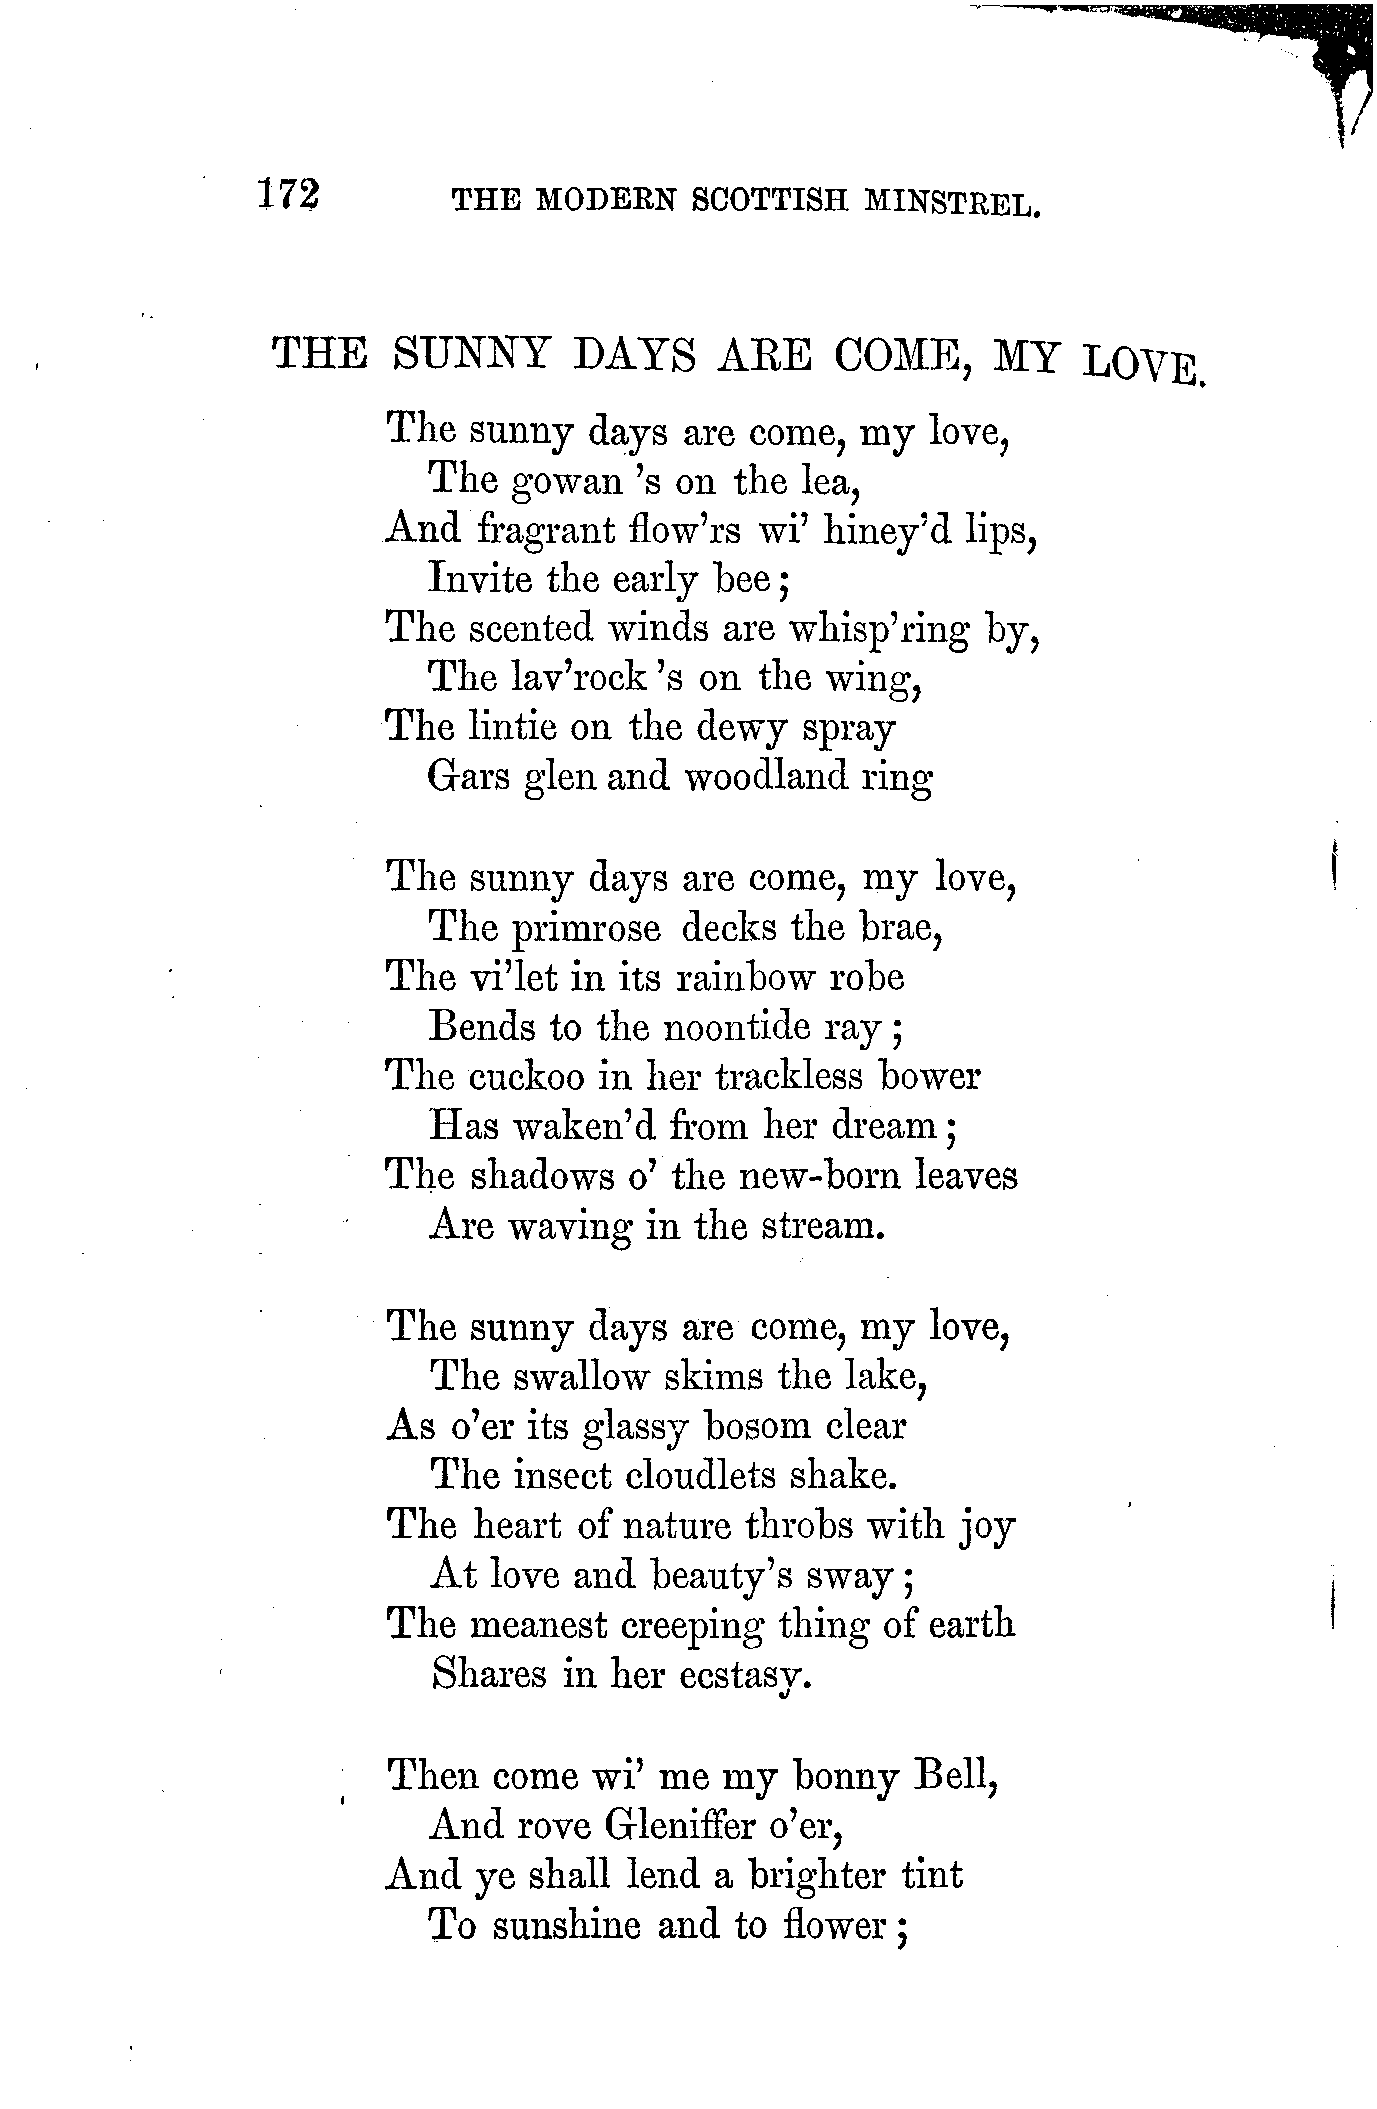 172 THE MODERN SCOTTISH MINSTREL.
THE SUNNY DAYS ARE COME, MY LOVE.
The sunny days are come, my love,
The gowan 's on the lea,
And fragrant flow'rs wi' hiney'd lips,
Invite the early bee;
The scented winds are whisp'ring by,
The lav'rock 's on the wing,
The lintie on the dewy spray
Gars glen and woodland ring
The sunny days are come, my love,
The primrose decks the brae,
The vi'let in its rainbow robe
Bends to the noontide ray;
The cuckoo in her trackless bower
Has waken'd from her dream;
The shadows o' the new-born leaves
Are waving in the stream.
The sunny days are come, my love,
The swallow skims the lake,
As o'er its glassy bosom clear
The insect cloudlets shake.
The heart of nature throbs with joy
At love and beauty's sway;
The meanest creeping thing of earth
Shares in her ecstasy.
Then come wi' me my bonny Bell,
And rove Gleniffer o'er,
And ye shall lend a brighter tint
To sunshine and to flower;